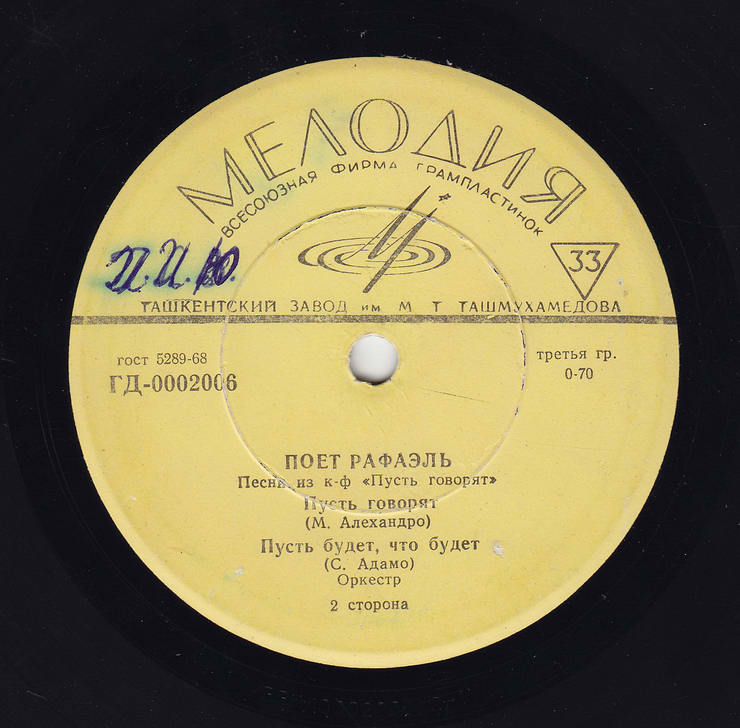 МЕЛОДИЯ
ВСЕСОЮЗНАЯ ФИРМА ГРАМПЛАСТИНОК
33
ТАШКЕНТСКИЙ ЗАВОД им М Т ТАШМУХАМЕДОВА
гост 5289-68
третья гр.
ГД-0002006
0-70
ПОЕТ РАФАЭЛЬ
Песни из к-ф «Пусть говорят»
Пусть говорят
(М. Алехандро)
Пусть будет, что будет
(С. Адамо)
Оркестр
2 сторона